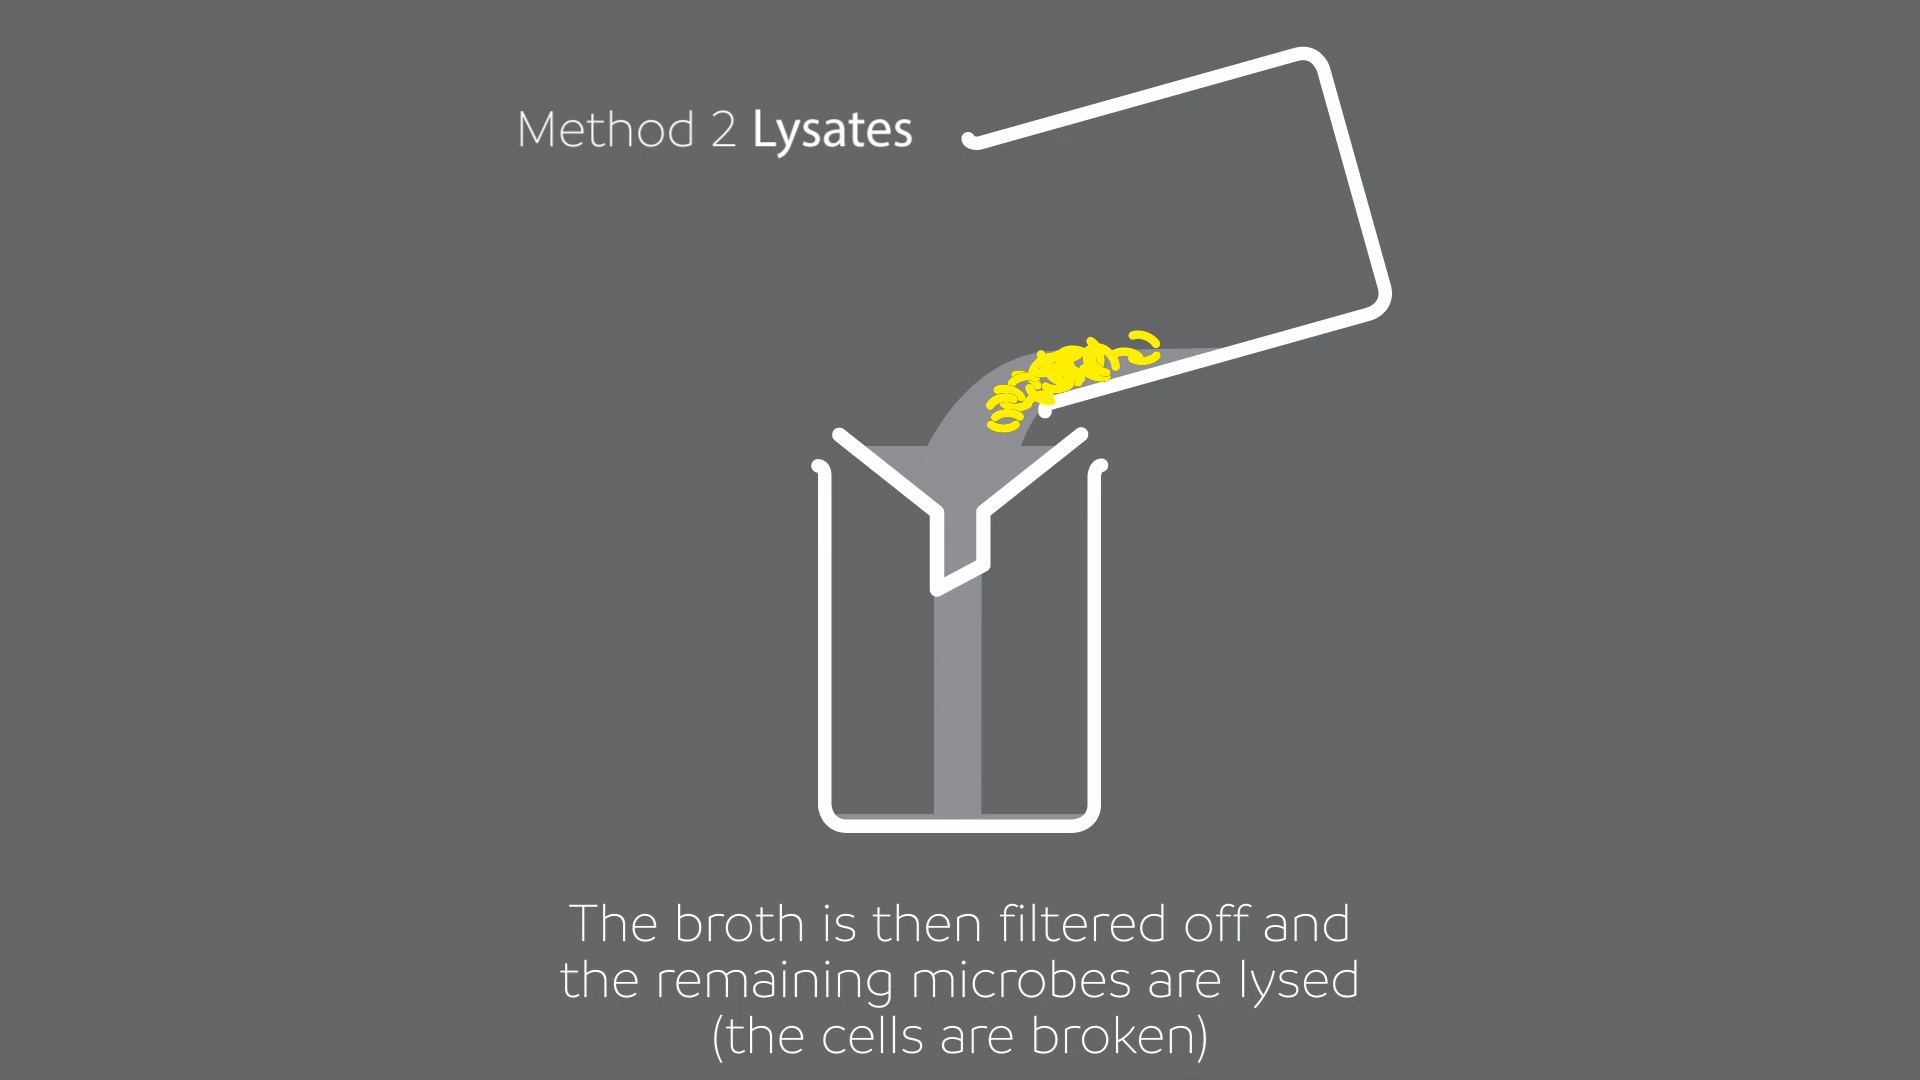 Method 2 Lysates
The broth is then filtered off and
the remaining microbes are lysed
(the cells are broken)